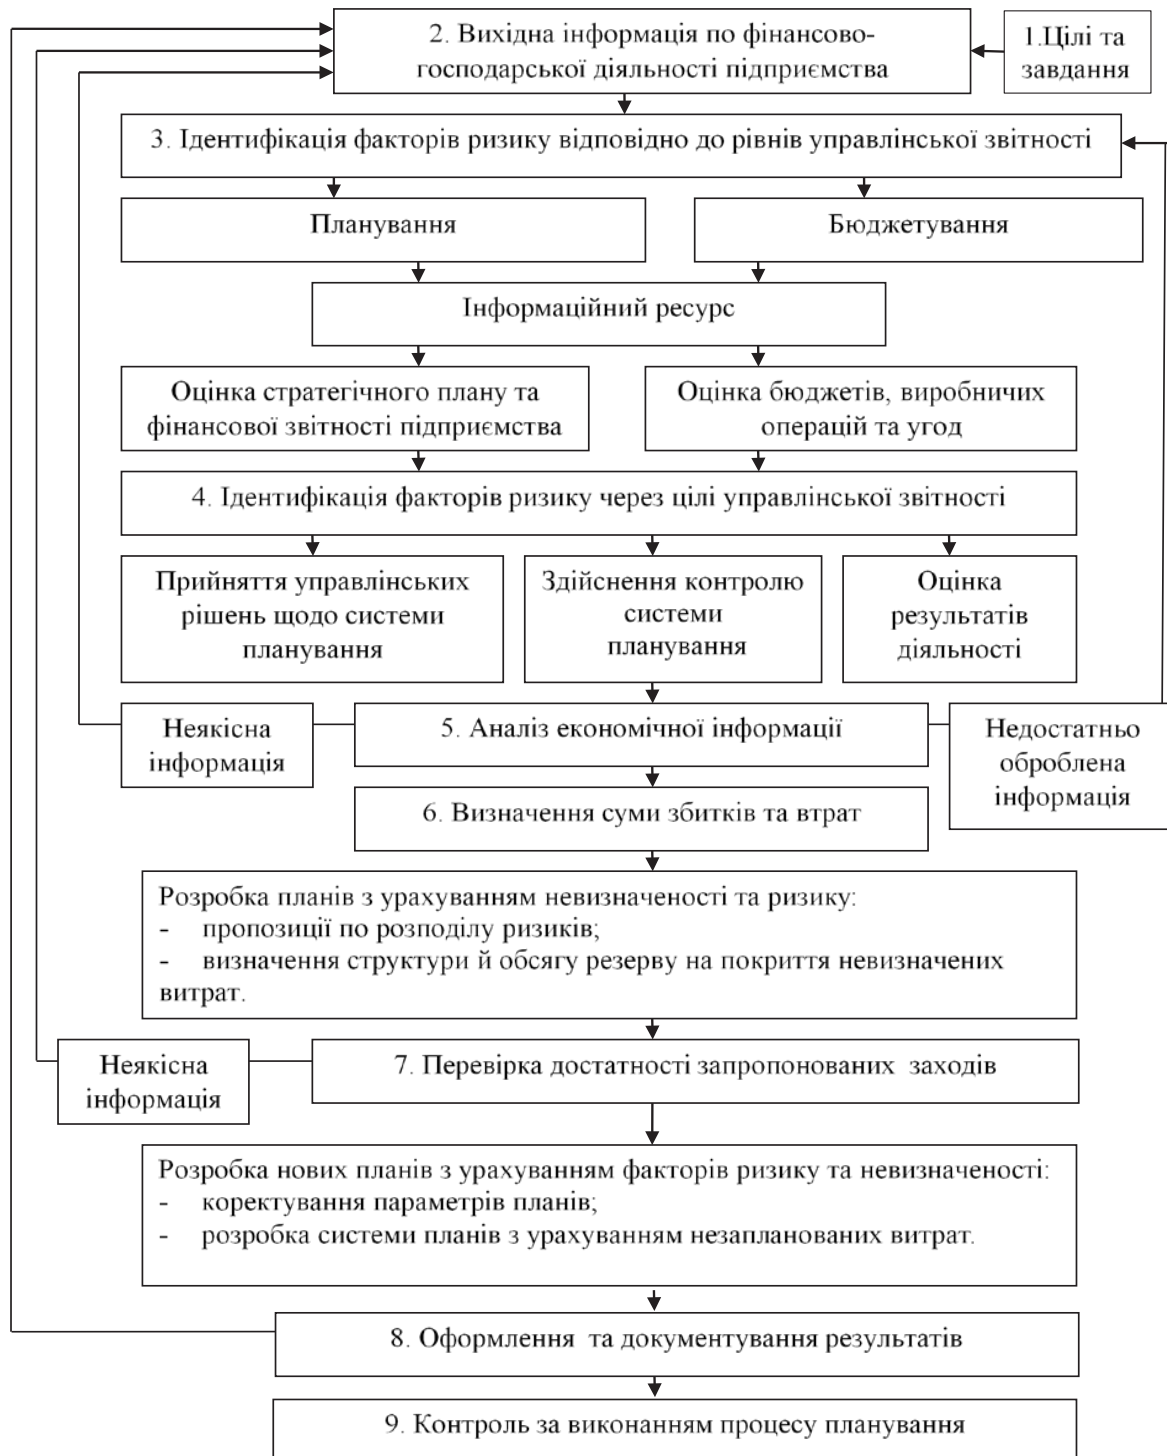 2. Вихідна інформація по фінансово-
господарської діяльності підприємства
1.Цілі та
завдання
3. Ідентифікація факторів ризику відповідно до рівнів управлінської звітності
Планування
Бюджетування
Інформаційний ресурс
Оцінка стратегічного плану та
фінансової звітності підприємства
Оцінка бюджетів, виробничих
операцій та угод
4. Ідентифікація факторів ризику через цілі управлінської звітності
Прийняття управлінських
рішень щодо системи
планування
Здійснення контролю
системи
планування
Оцінка
результатів
діяльності
Неякісна
інформація
5. Аналіз економічної інформації
Недостатньо
оброблена
інформація
6. Визначення суми збитків та втрат
Розробка планів з урахуванням невизначеності та ризику:
- пропозиції по розподілу ризиків;
- визначення структури й обсягу резерву на покриття невизначених
витрат.
Неякісна
інформація
7. Перевірка достатності запропонованих заходів
Розробка нових планів з урахуванням факторів ризику та невизначеності:
- коректування параметрів планів;
- розробка системи планів з урахуванням незапланованих витрат.
8. Оформлення та документування результатів
9. Контроль за виконанням процесу планування